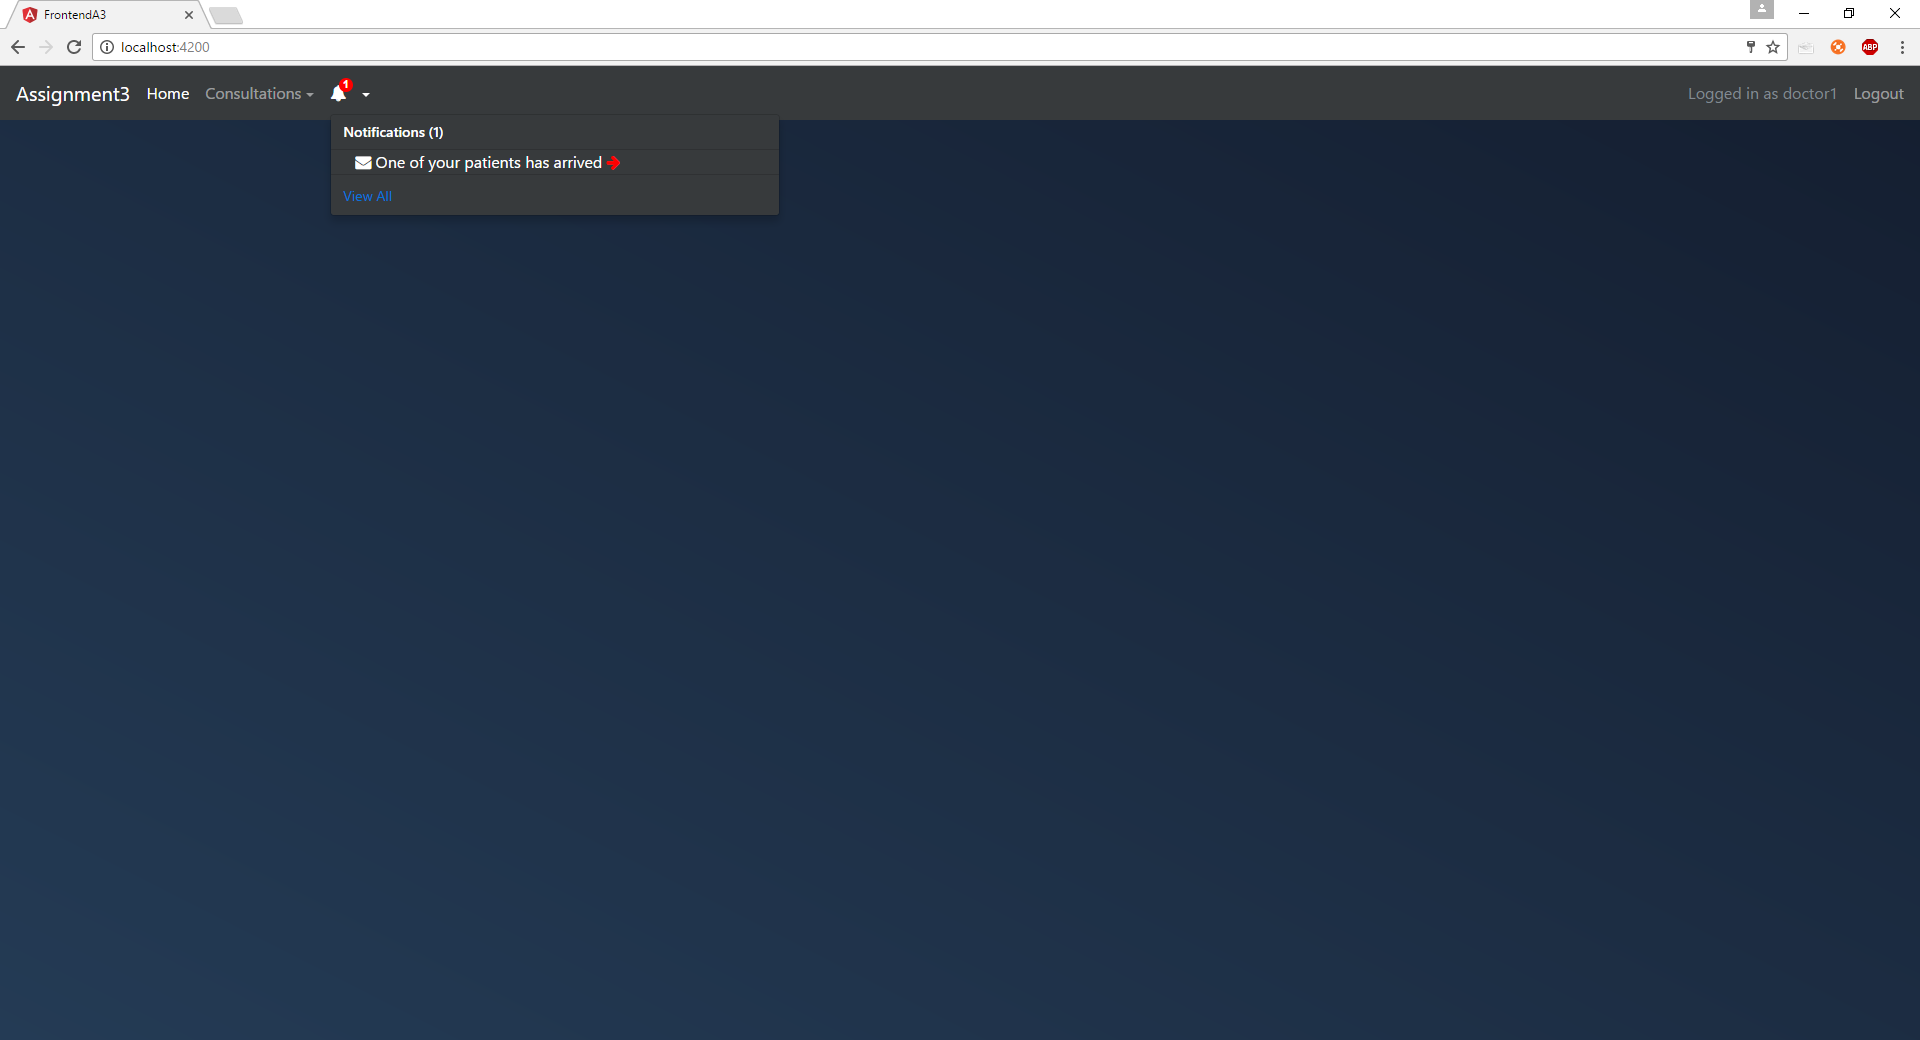 FrontendA3
localhost:4200
ABP
Assignment3 Home Consultations 1 Logged in as doctor1 Logout
Notifications (1)
One of your patients has arrived
View All